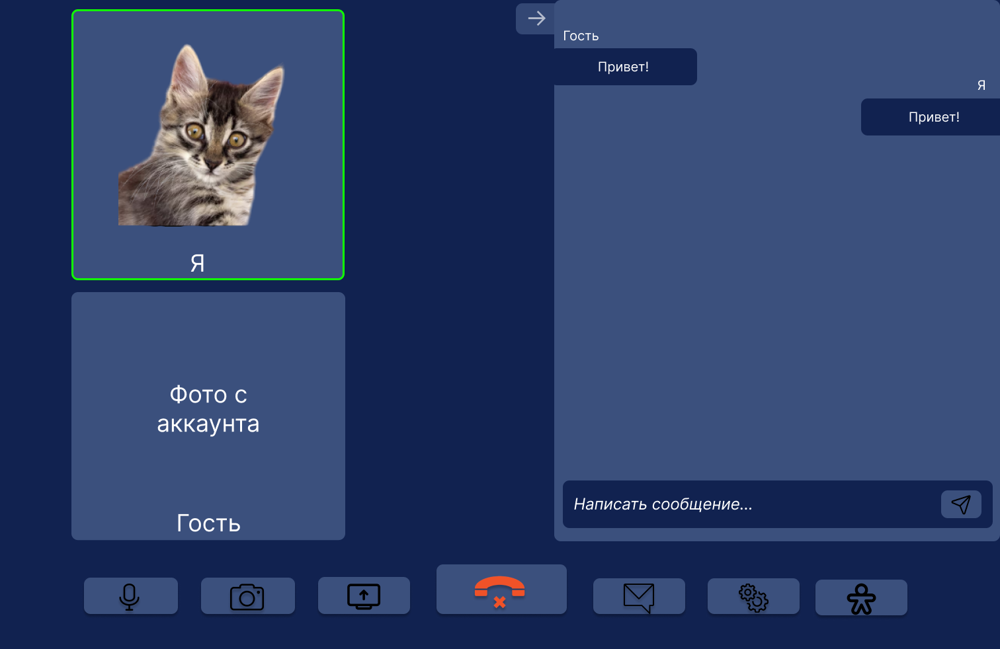 Я
Фото с
аккаунта
Гость
Гость
Привет!
Я
Привет!
Написать сообщение...